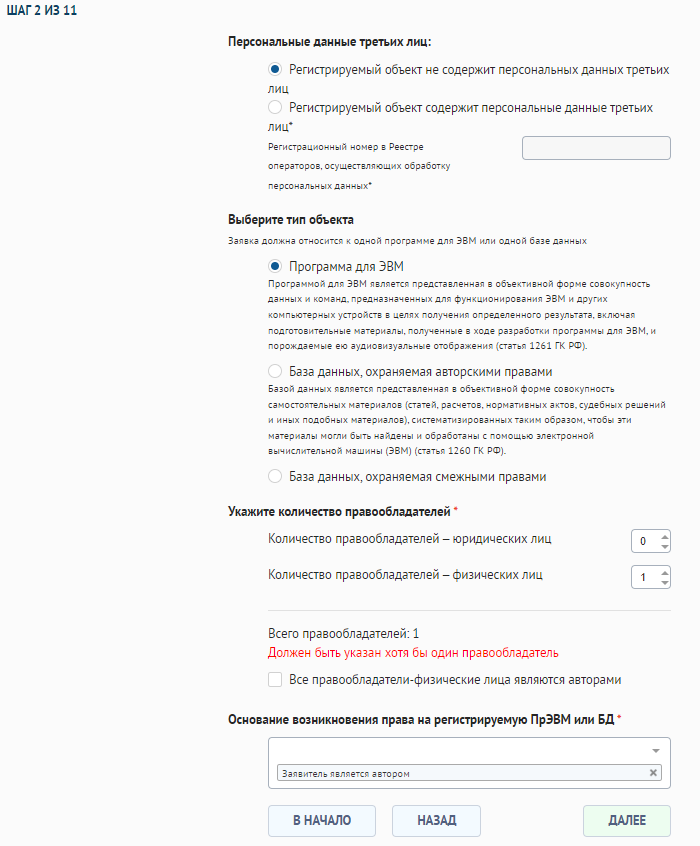 ШАГ 2 ИЗ 11
Персональные данные третьих лиц:
Регистрируемый объект не содержит персональных данных третьих
лиц
Регистрируемый объект содержит персональные данные третьих
лиц*
Регистрационный номер в Реестре
операторов, осуществляющих обработку
персональных данных*
Выберите тип объекта
Заявка должна относится к одной программе для ЭВМ или одной базе данных
Программа для ЭВМ
Программой для ЭВМ является представленная в объективной форме совокупность
данных и команд, предназначенных для функционирования ЭВМ и других
компьютерных устройств в целях получения определенного результата, включая
подготовительные материалы, полученные в ходе разработки программы для ЭВМ, и
порождаемые ею аудиовизуальные отображения (статья 1261 ГК РФ).
База данных, охраняемая авторскими правами
Базой данных является представленная в объективной форме совокупность
самостоятельных материалов (статей, расчетов, нормативных актов, судебных решений
и иных подобных материалов), систематизированных таким образом, чтобы эти
материалы могли быть найдены и обработаны с помощью электронной
вычислительной машины (ЭВМ) (статья 1260 ГК РФ).
База данных, охраняемая смежными правами
Укажите количество правообладателей *
Количество правообладателей – юридических лиц 0
Количество правообладателей – физических лиц 1
Всего правообладателей: 1
Должен быть указан хотя бы один правообладатель
Все правообладатели-физические лица являются авторами
Основание возникновения права на регистрируемую ПрЭВМ или БД *
Заявитель является автором
В НАЧАЛО НАЗАД ДАЛЕЕ